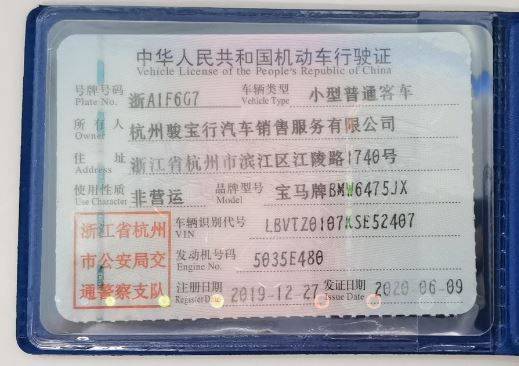 中华人民共和国机动车行驶证
Vehicle License of the People's Republic of China
号牌号码 浙A1F6G7 车辆类型 小型普通客车
Plate No. Vehicle Type
所有人 杭州骏宝行汽车销售服务有限公司
Owner
住址 浙江省杭州市滨江区江陵路1740号
Address
使用性质 非营运 品牌型号 宝马牌BMW6475JX
Use Character Model
浙江省杭州
市公安局交
通警察支队
车辆识别代号 LBVTZ0107KSE52407
VIN
发动机号码 5035E480
Engine No.
注册日期 2019-12-27 发证日期 2020-06-09
Register Date Issue Date